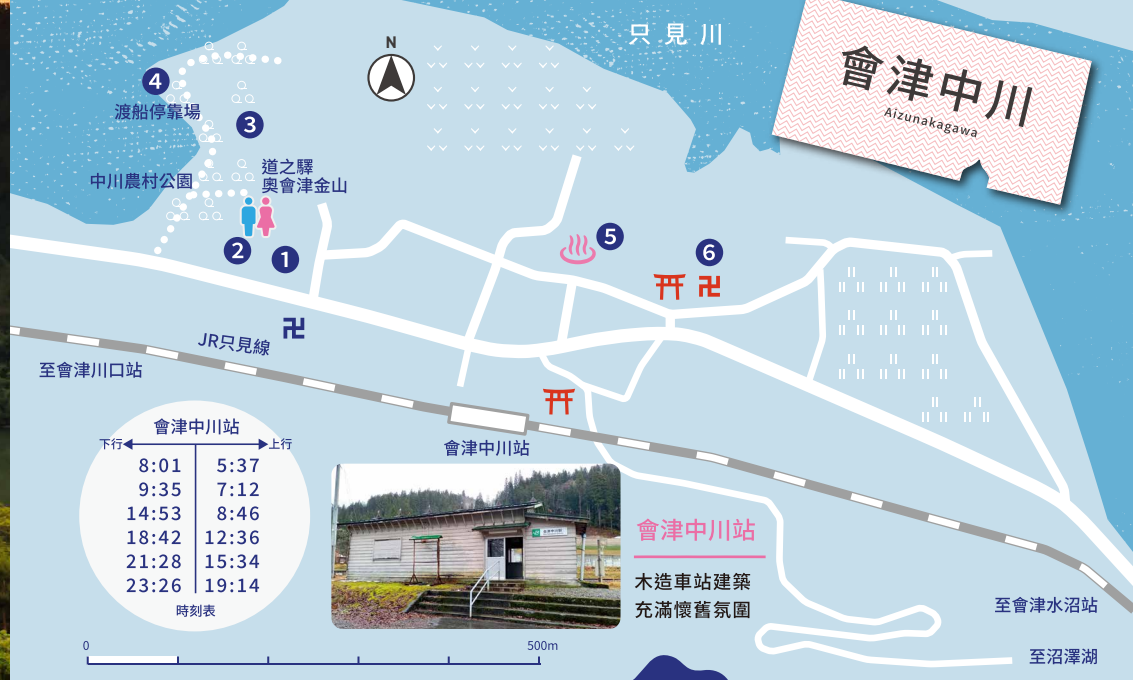 只見川
會津中川
Aizunakagawa
N
4
渡船停靠場
3
中川農村公園
道之驛
奧會津金山
2
1
5
6
JR只見線
至會津川口站
會津中川站
會津中川站
下行
上行
8:01 5:37
9:35 7:12
14:53 8:46
18:42 12:36
21:28 15:34
23:26 19:14
時刻表
會津中川站
木造車站建築
充滿懷舊氛圍
至會津水沼站
至沼澤湖
0 500m